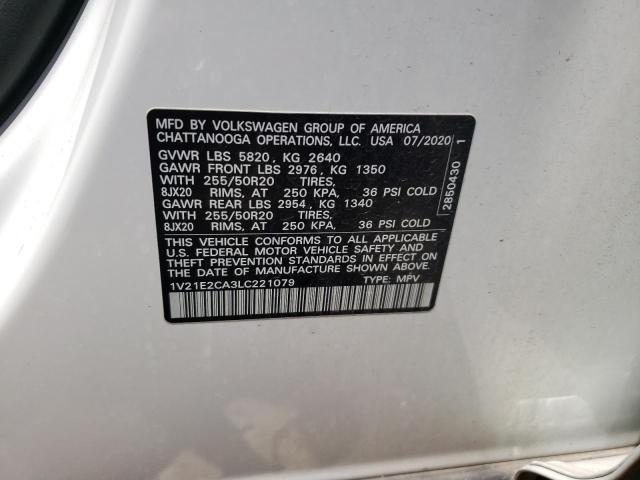 MFD BY VOLKSWAGEN GROUP OF AMERICA
CHATTANOOGA OPERATIONS, LLC. USA 07/2020
GVWR LBS 5820, KG 2640
GAWR FRONT LBS 2976, KG 1350
WITH 255/50R20 TIRES,
8JX20 RIMS, AT 250 KPA, 36 PSI COLD
GAWR REAR LBS 2954, KG 1340
WITH 255/50R20 TIRES,
8JX20 RIMS, AT 250 KPA, 36 PSI COLD
THIS VEHICLE CONFORMS TO ALL APPLICABLE
U.S. FEDERAL MOTOR VEHICLE SAFETY AND
THEFT PREVENTION STANDARDS IN EFFECT ON
THE DATE OF MANUFACTURE SHOWN ABOVE.
1V21E2CA3LC221079 TYPE: MPV
2850430 1